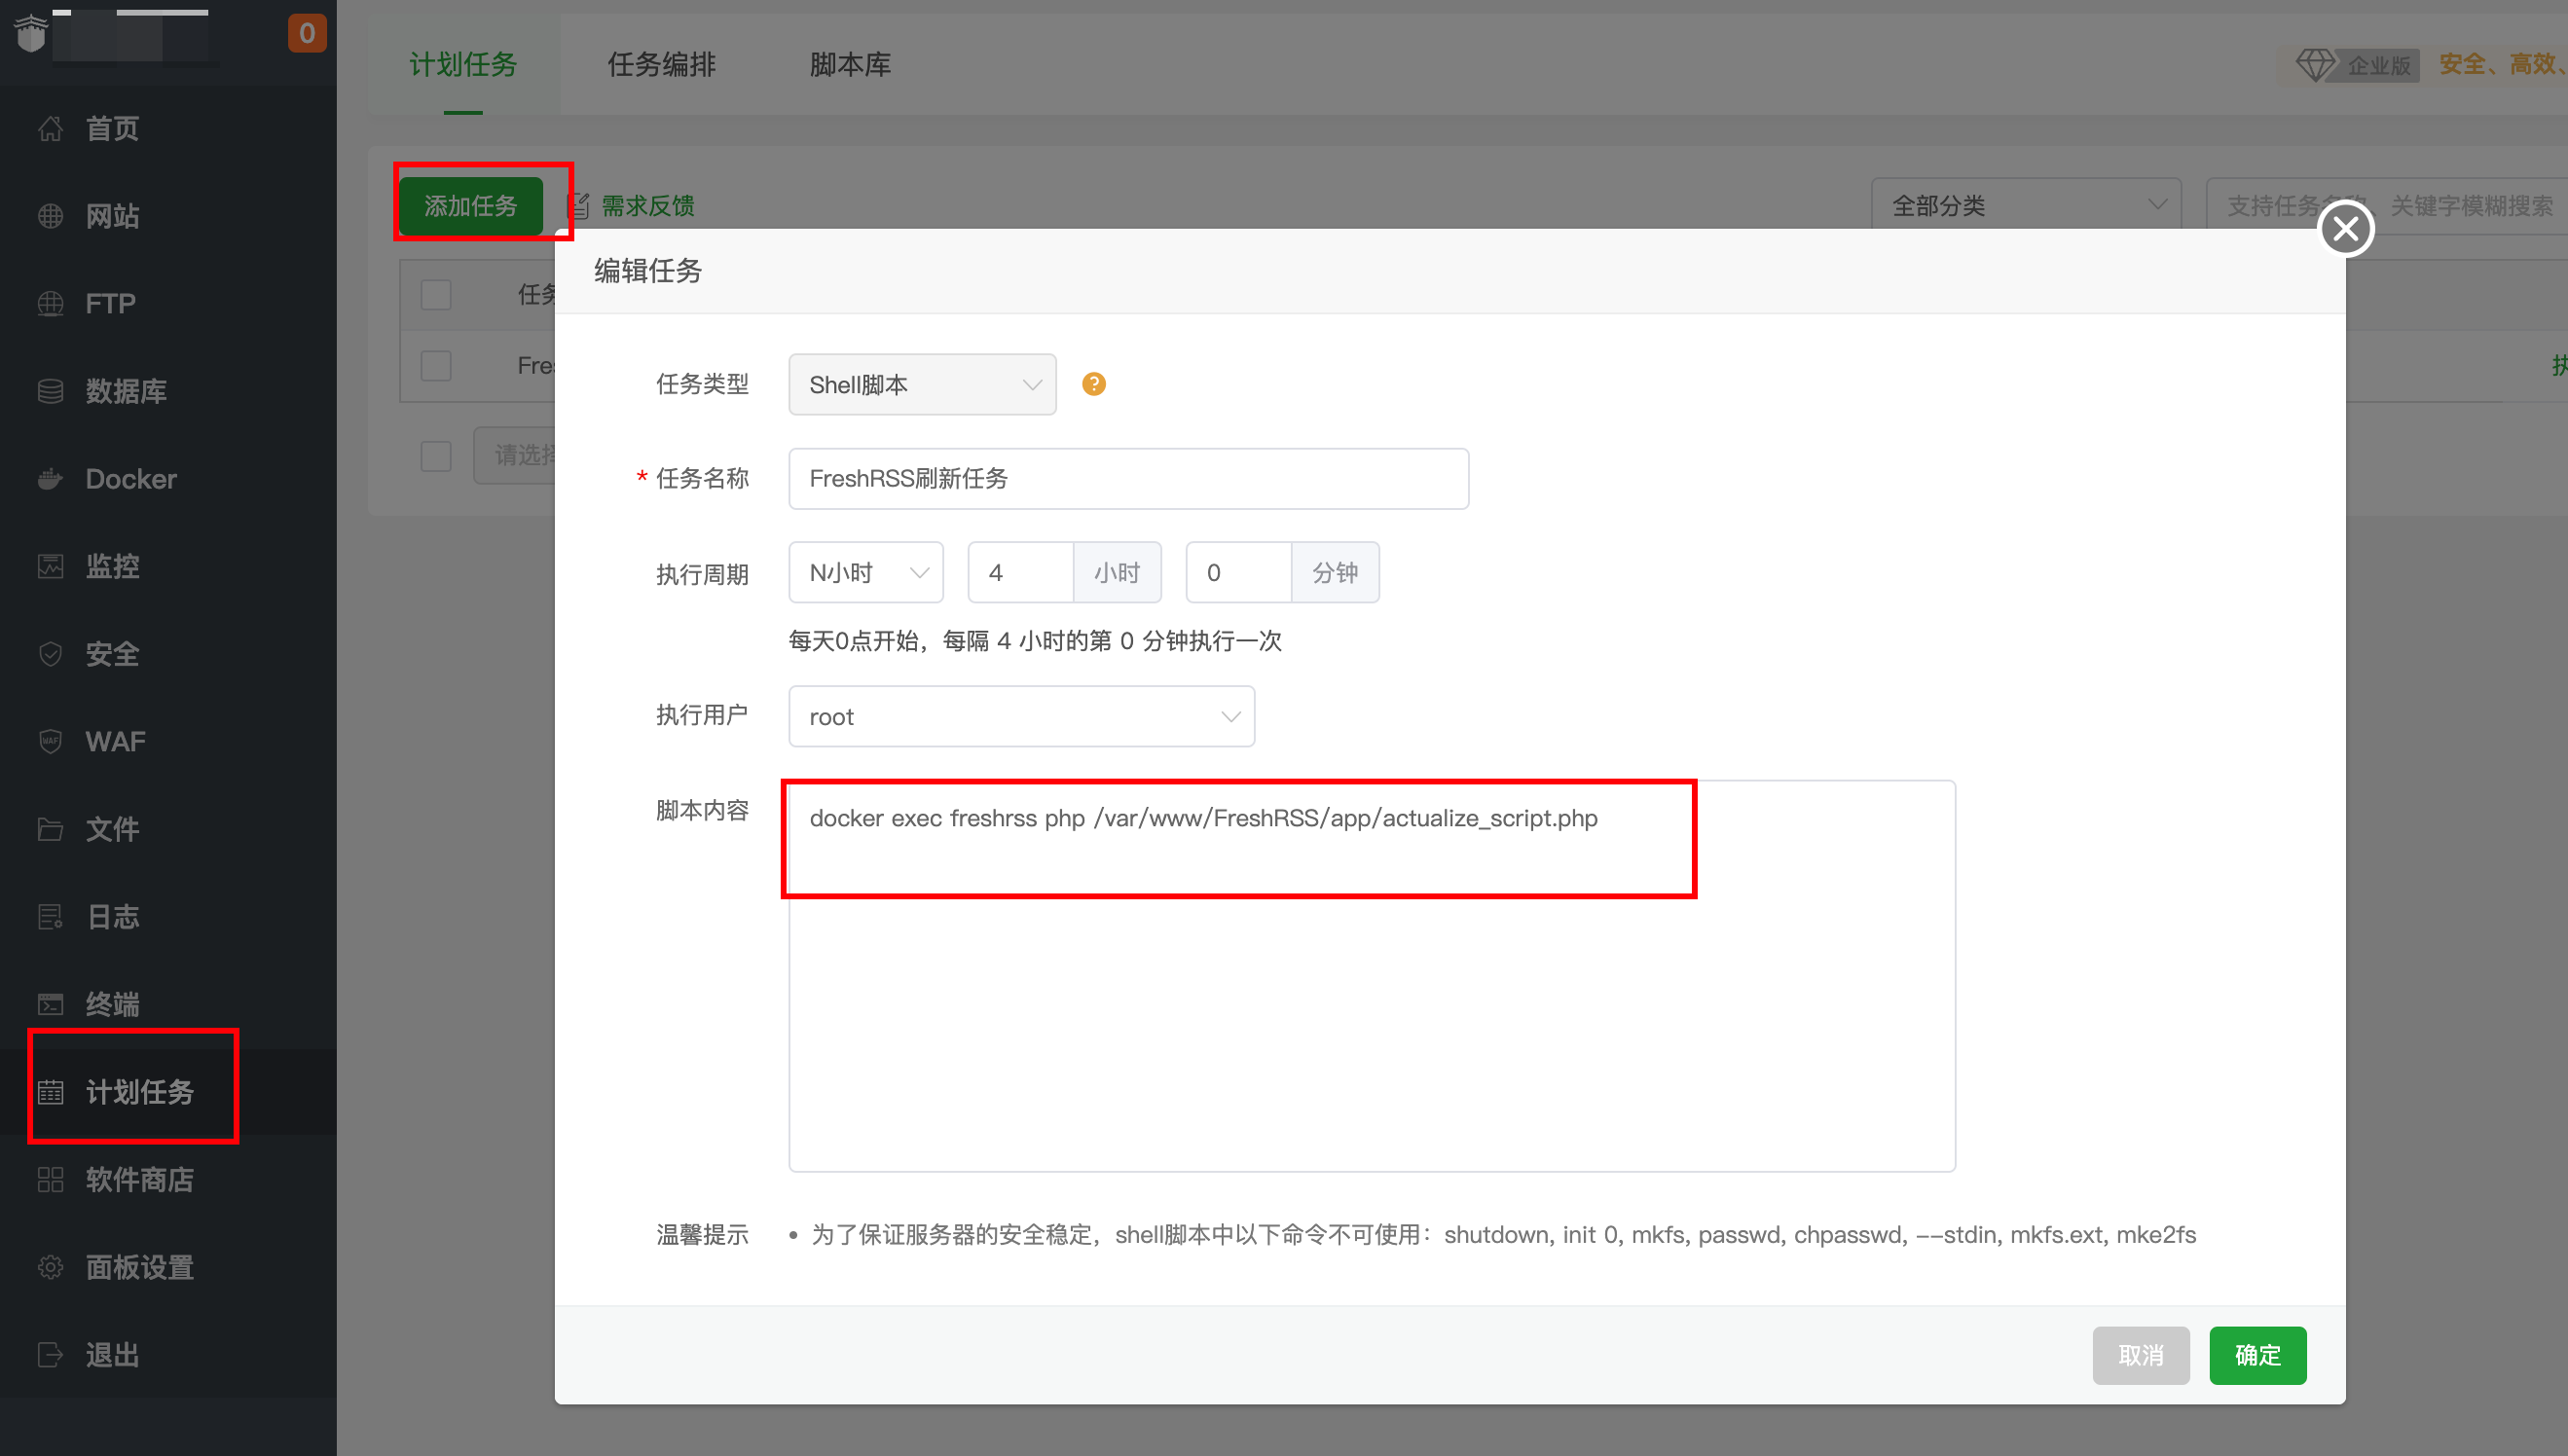 0
首页
网站
FTP
数据库
Docker
监控
安全
WAF
文件
日志
终端
计划任务
软件商店
面板设置
退出
计划任务
任务编排
脚本库
企业版
安全、高效、
添加任务
需求反馈
全部分类
支持任务名称、关键字模糊搜索
任务
Fres
执
请选择
编辑任务
任务类型
Shell脚本
?
* 任务名称
FreshRSS刷新任务
执行周期
N小时
4
小时
0
分钟
每天0点开始，每隔 4 小时的第 0 分钟执行一次
执行用户
root
脚本内容
docker exec freshrss php /var/www/FreshRSS/app/actualize_script.php
温馨提示
• 为了保证服务器的安全稳定，shell脚本中以下命令不可使用：shutdown, init 0, mkfs, passwd, chpasswd, --stdin, mkfs.ext, mke2fs
取消
确定